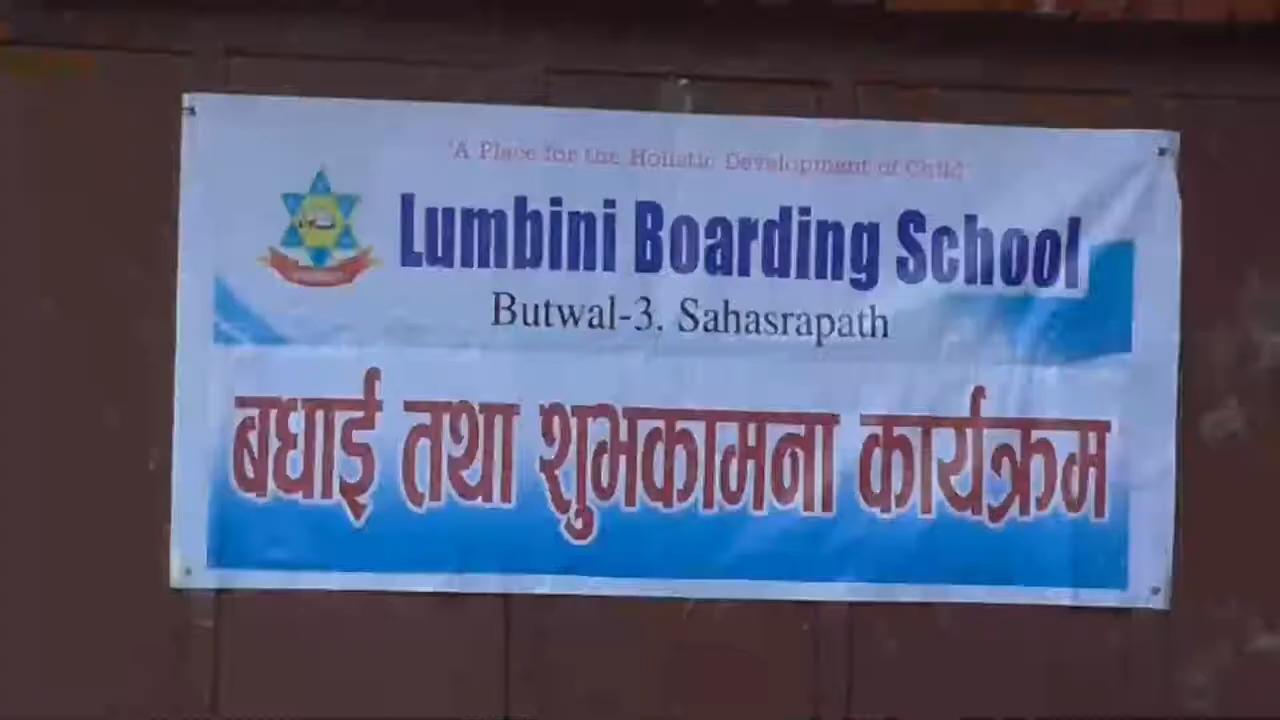 'A Place for the Holistic Development of Child'
Lumbini Boarding School
Butwal-3, Sahasrapath
बधाई तथा शुभकामना कार्यक्रम